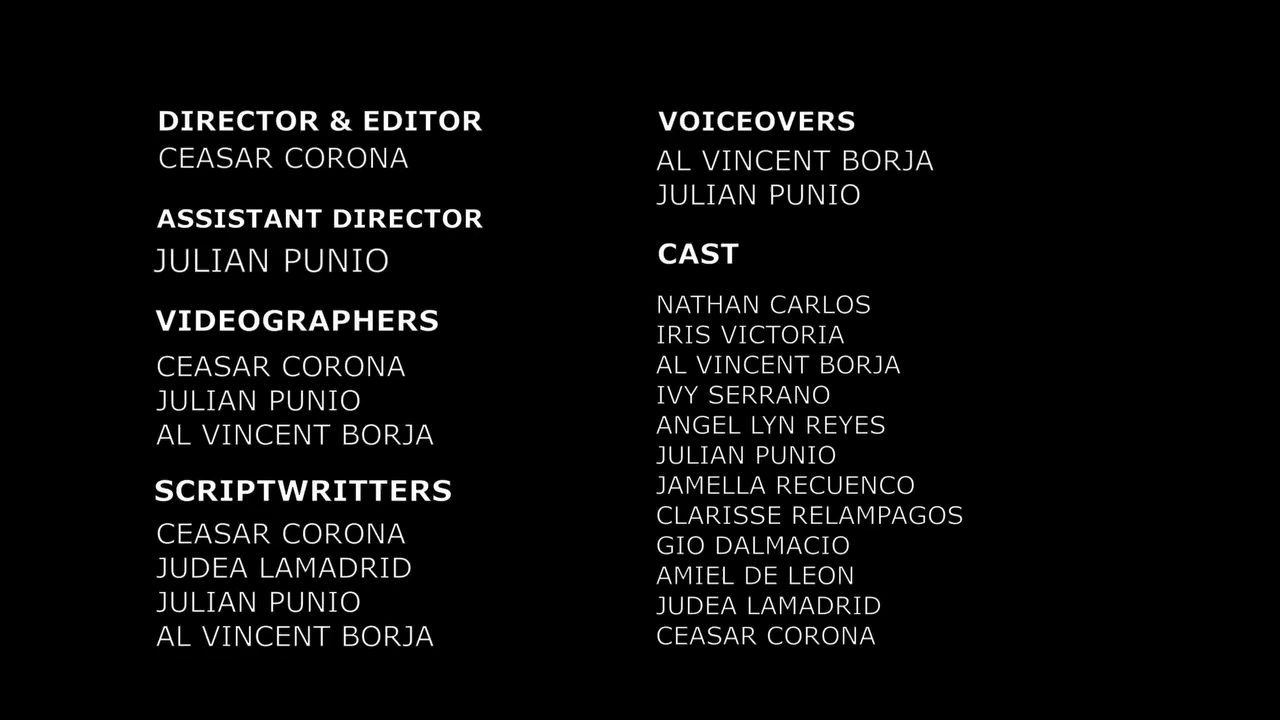 DIRECTOR & EDITOR
CEASAR CORONA
ASSISTANT DIRECTOR
JULIAN PUNIO
VIDEOGRAPHERS
CEASAR CORONA
JULIAN PUNIO
AL VINCENT BORJA
SCRIPTWRITTERS
CEASAR CORONA
JUDEA LAMADRID
JULIAN PUNIO
AL VINCENT BORJA
VOICEOVERS
AL VINCENT BORJA
JULIAN PUNIO
CAST
NATHAN CARLOS
IRIS VICTORIA
AL VINCENT BORJA
IVY SERRANO
ANGEL LYN REYES
JULIAN PUNIO
JAMELLA RECUENCO
CLARISSE RELAMPAGOS
GIO DALMACIO
AMIEL DE LEON
JUDEA LAMADRID
CEASAR CORONA